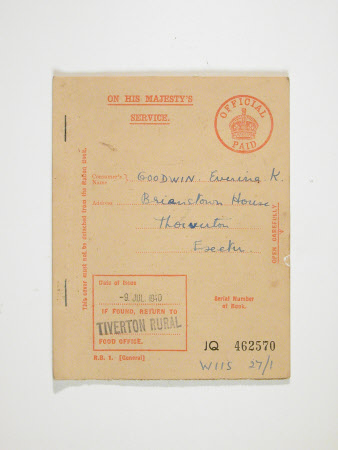 ON HIS MAJESTY'S
SERVICE.
OFFICIAL
PAID
Consumer's
Name
GOODWIN. Evering K.
Address
Brianstown House
Thorverton
Exeter
This cover must not be detached from the Ration Book.
OPEN CAREFULLY.
Date of Issue
-9 JUL 1940
IF FOUND, RETURN TO
TIVERTON RURAL
FOOD OFFICE.
Serial Number
of Book.
JQ 462570
R.B. 1. [General]
W115 27/1